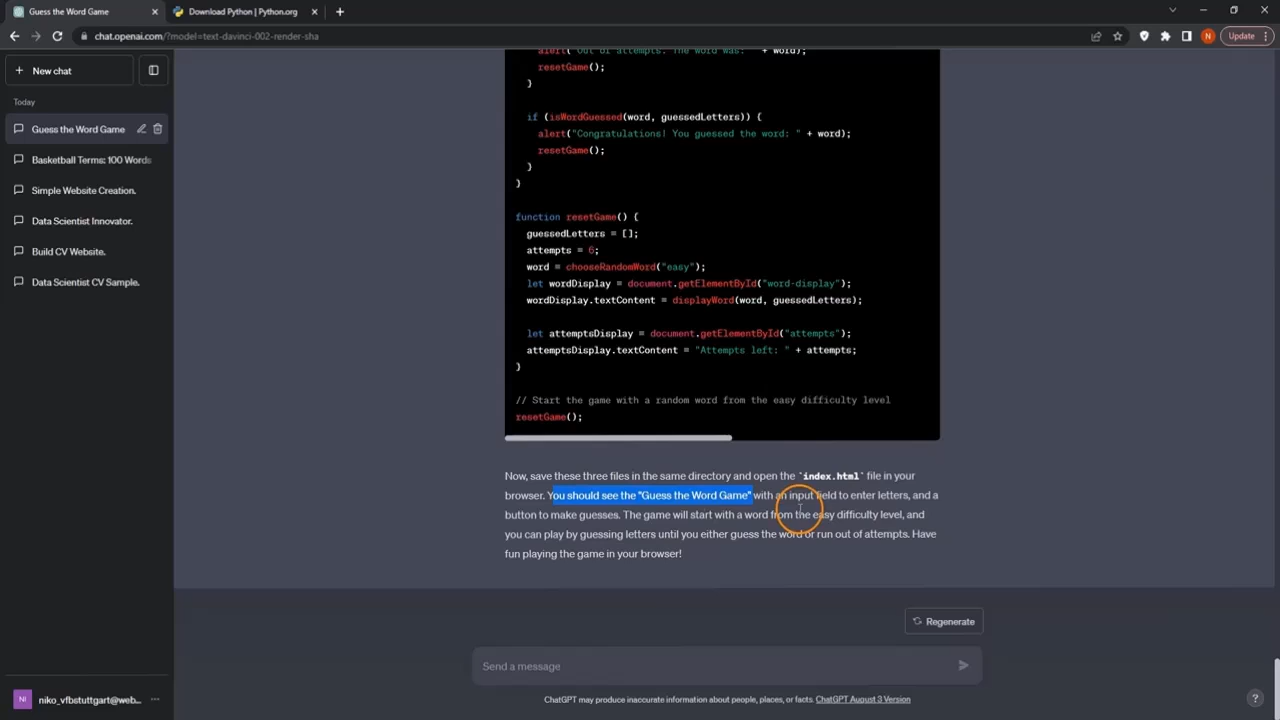 Guess the Word Game
Download Python | Python.org
chat.openai.com/?model=text-davinci-002-render-sha
N
Update
New chat
Today
Guess the Word Game
Basketball Terms: 100 Words
Simple Website Creation.
Data Scientist Innovator.
Build CV Website.
Data Scientist CV Sample.
alert("Out of attempts. The word was: " + word);
resetGame();
}
if (isWordGuessed(word, guessedLetters)) {
alert("Congratulations! You guessed the word: " + word);
resetGame();
}
}
function resetGame() {
guessedLetters = [];
attempts = 6;
word = chooseRandomWord("easy");
let wordDisplay = document.getElementById("word-display");
wordDisplay.textContent = displayWord(word, guessedLetters);
let attemptsDisplay = document.getElementById("attempts");
attemptsDisplay.textContent = "Attempts left: " + attempts;
}
// Start the game with a random word from the easy difficulty level
resetGame();
Now, save these three files in the same directory and open the `index.html` file in your
browser. You should see the "Guess the Word Game" with an input field to enter letters, and a
button to make guesses. The game will start with a word from the easy difficulty level, and
you can play by guessing letters until you either guess the word or run out of attempts. Have
fun playing the game in your browser!
Regenerate
Send a message
ChatGPT may produce inaccurate information about people, places, or facts. ChatGPT August 3 Version
NI
niko_vfbstuttgart@web...
?